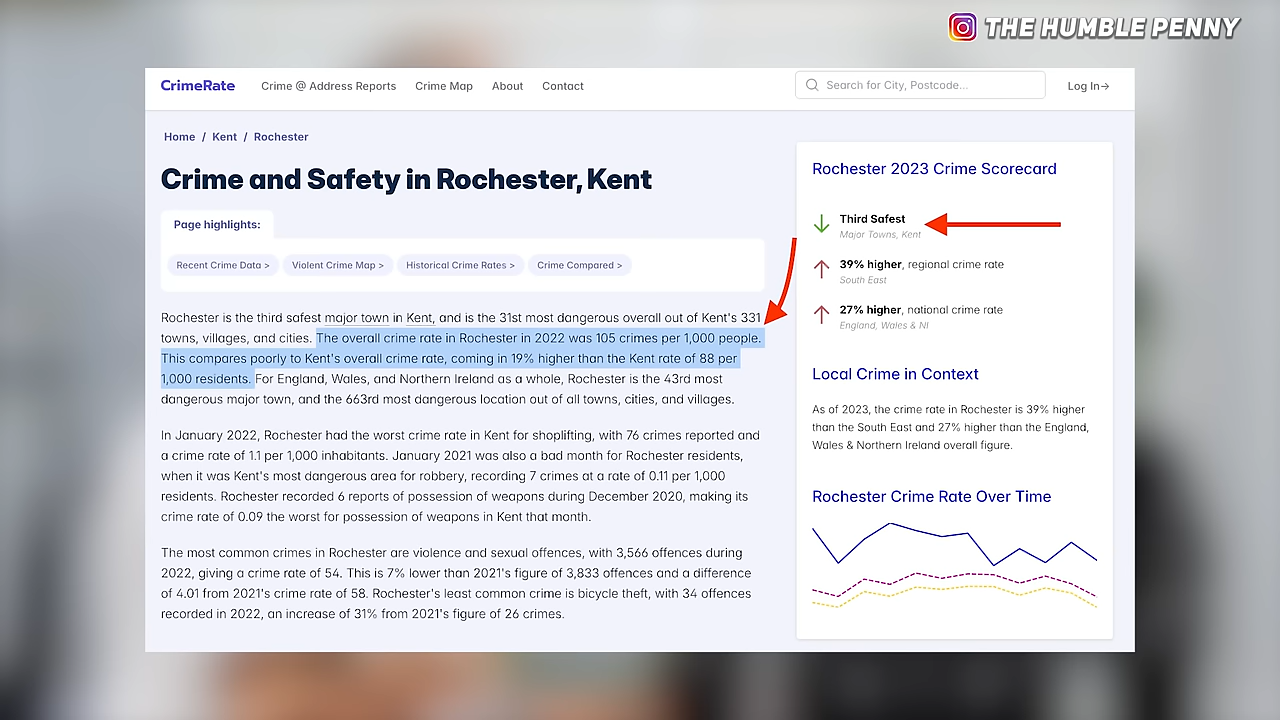 THE HUMBLE PENNY
CrimeRate Crime @ Address Reports Crime Map About Contact Search for City, Postcode... Log In→
Home / Kent / Rochester
Crime and Safety in Rochester, Kent
Page highlights:
Recent Crime Data > Violent Crime Map > Historical Crime Rates > Crime Compared >
Rochester is the third safest major town in Kent, and is the 31st most dangerous overall out of Kent's 331
towns, villages, and cities. The overall crime rate in Rochester in 2022 was 105 crimes per 1,000 people.
This compares poorly to Kent's overall crime rate, coming in 19% higher than the Kent rate of 88 per
1,000 residents. For England, Wales, and Northern Ireland as a whole, Rochester is the 43rd most
dangerous major town, and the 663rd most dangerous location out of all towns, cities, and villages.
In January 2022, Rochester had the worst crime rate in Kent for shoplifting, with 76 crimes reported and
a crime rate of 1.1 per 1,000 inhabitants. January 2021 was also a bad month for Rochester residents,
when it was Kent's most dangerous area for robbery, recording 7 crimes at a rate of 0.11 per 1,000
residents. Rochester recorded 6 reports of possession of weapons during December 2020, making its
crime rate of 0.09 the worst for possession of weapons in Kent that month.
The most common crimes in Rochester are violence and sexual offences, with 3,566 offences during
2022, giving a crime rate of 54. This is 7% lower than 2021's figure of 3,833 offences and a difference
of 4.01 from 2021's crime rate of 58. Rochester's least common crime is bicycle theft, with 34 offences
recorded in 2022, an increase of 31% from 2021's figure of 26 crimes.
Rochester 2023 Crime Scorecard
Third Safest
Major Towns, Kent
39% higher, regional crime rate
South East
27% higher, national crime rate
England, Wales & NI
Local Crime in Context
As of 2023, the crime rate in Rochester is 39% higher
than the South East and 27% higher than the England,
Wales & Northern Ireland overall figure.
Rochester Crime Rate Over Time